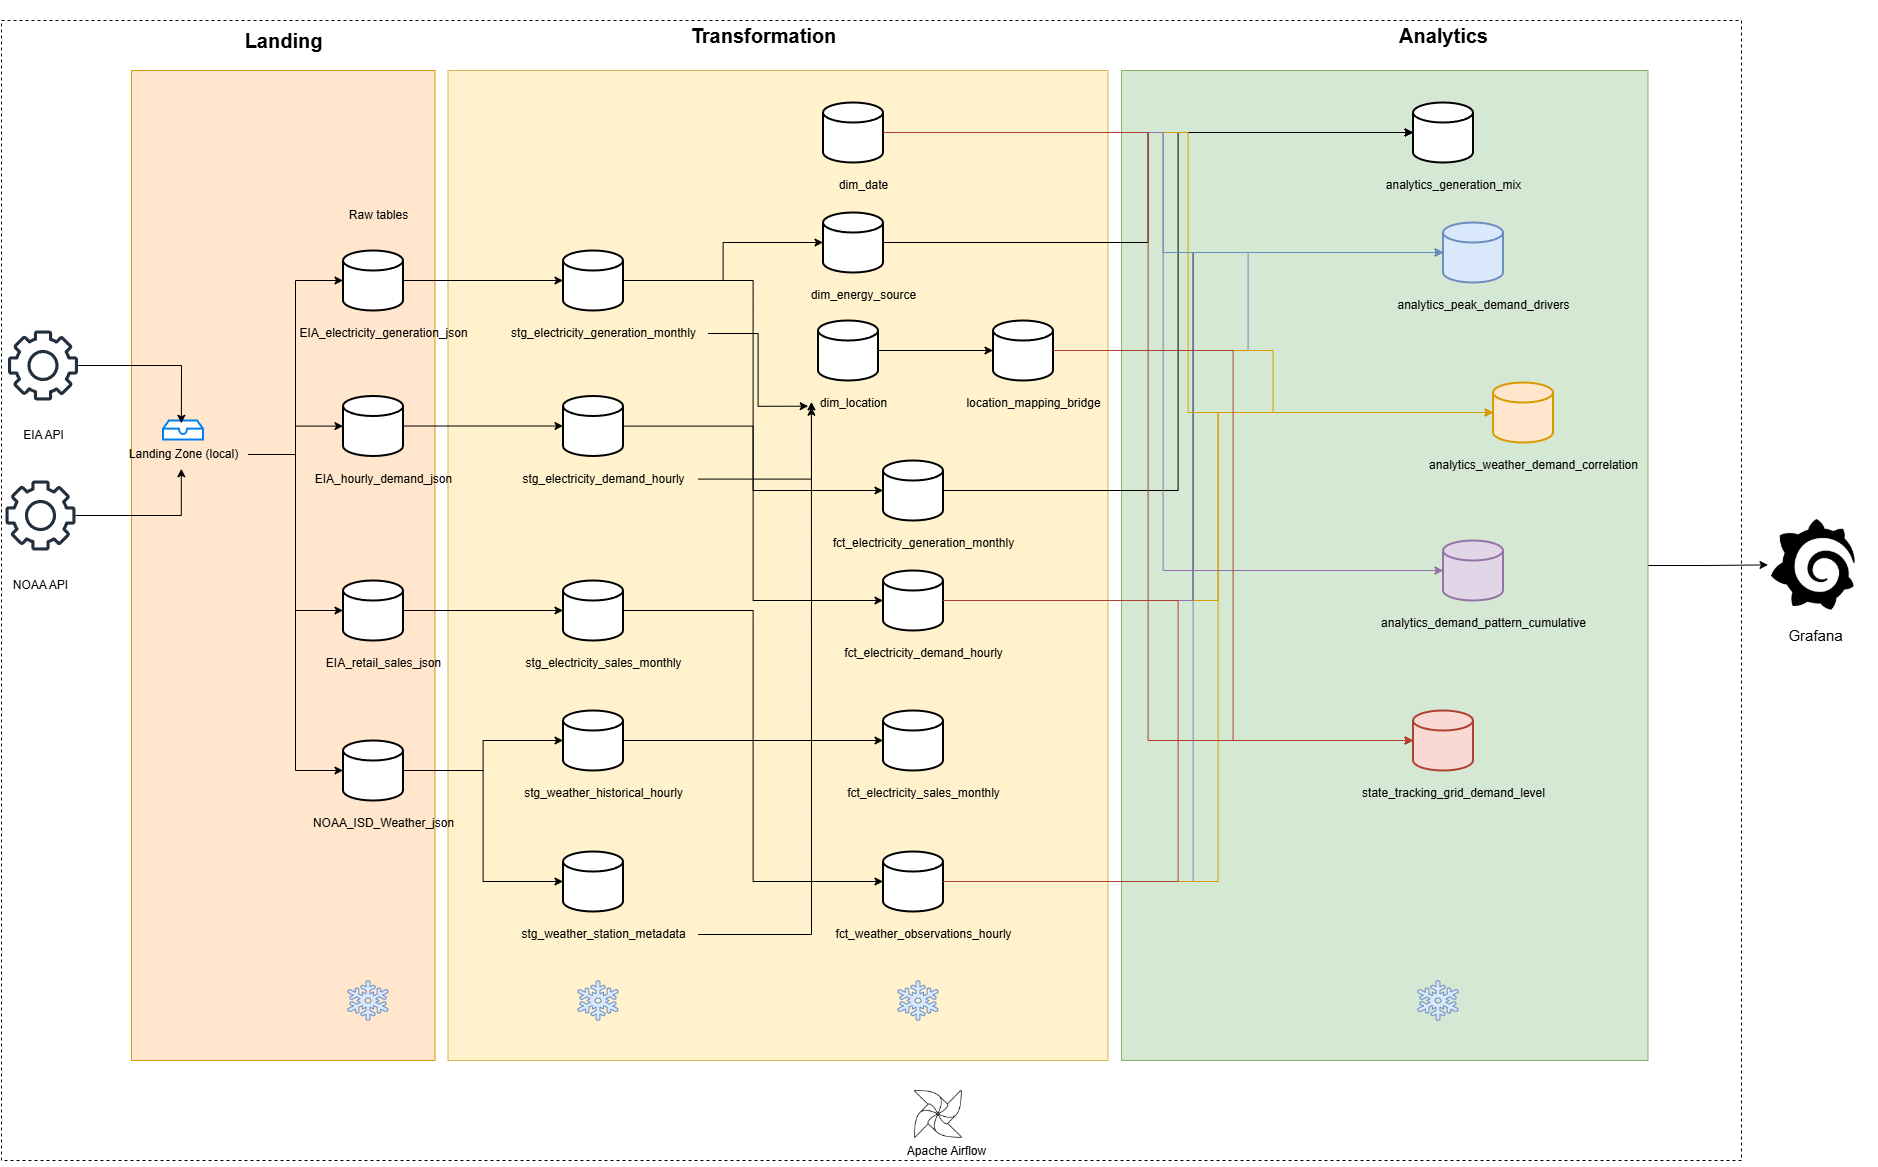 Landing
Transformation
Analytics
Raw tables
EIA_electricity_generation_json
EIA_hourly_demand_json
EIA_retail_sales_json
NOAA_ISD_Weather_json
EIA API
NOAA API
Landing Zone (local)
stg_electricity_generation_monthly
stg_electricity_demand_hourly
stg_electricity_sales_monthly
stg_weather_historical_hourly
stg_weather_station_metadata
dim_date
dim_energy_source
dim_location
location_mapping_bridge
fct_electricity_generation_monthly
fct_electricity_demand_hourly
fct_electricity_sales_monthly
fct_weather_observations_hourly
analytics_generation_mix
analytics_peak_demand_drivers
analytics_weather_demand_correlation
analytics_demand_pattern_cumulative
state_tracking_grid_demand_level
Grafana
Apache Airflow